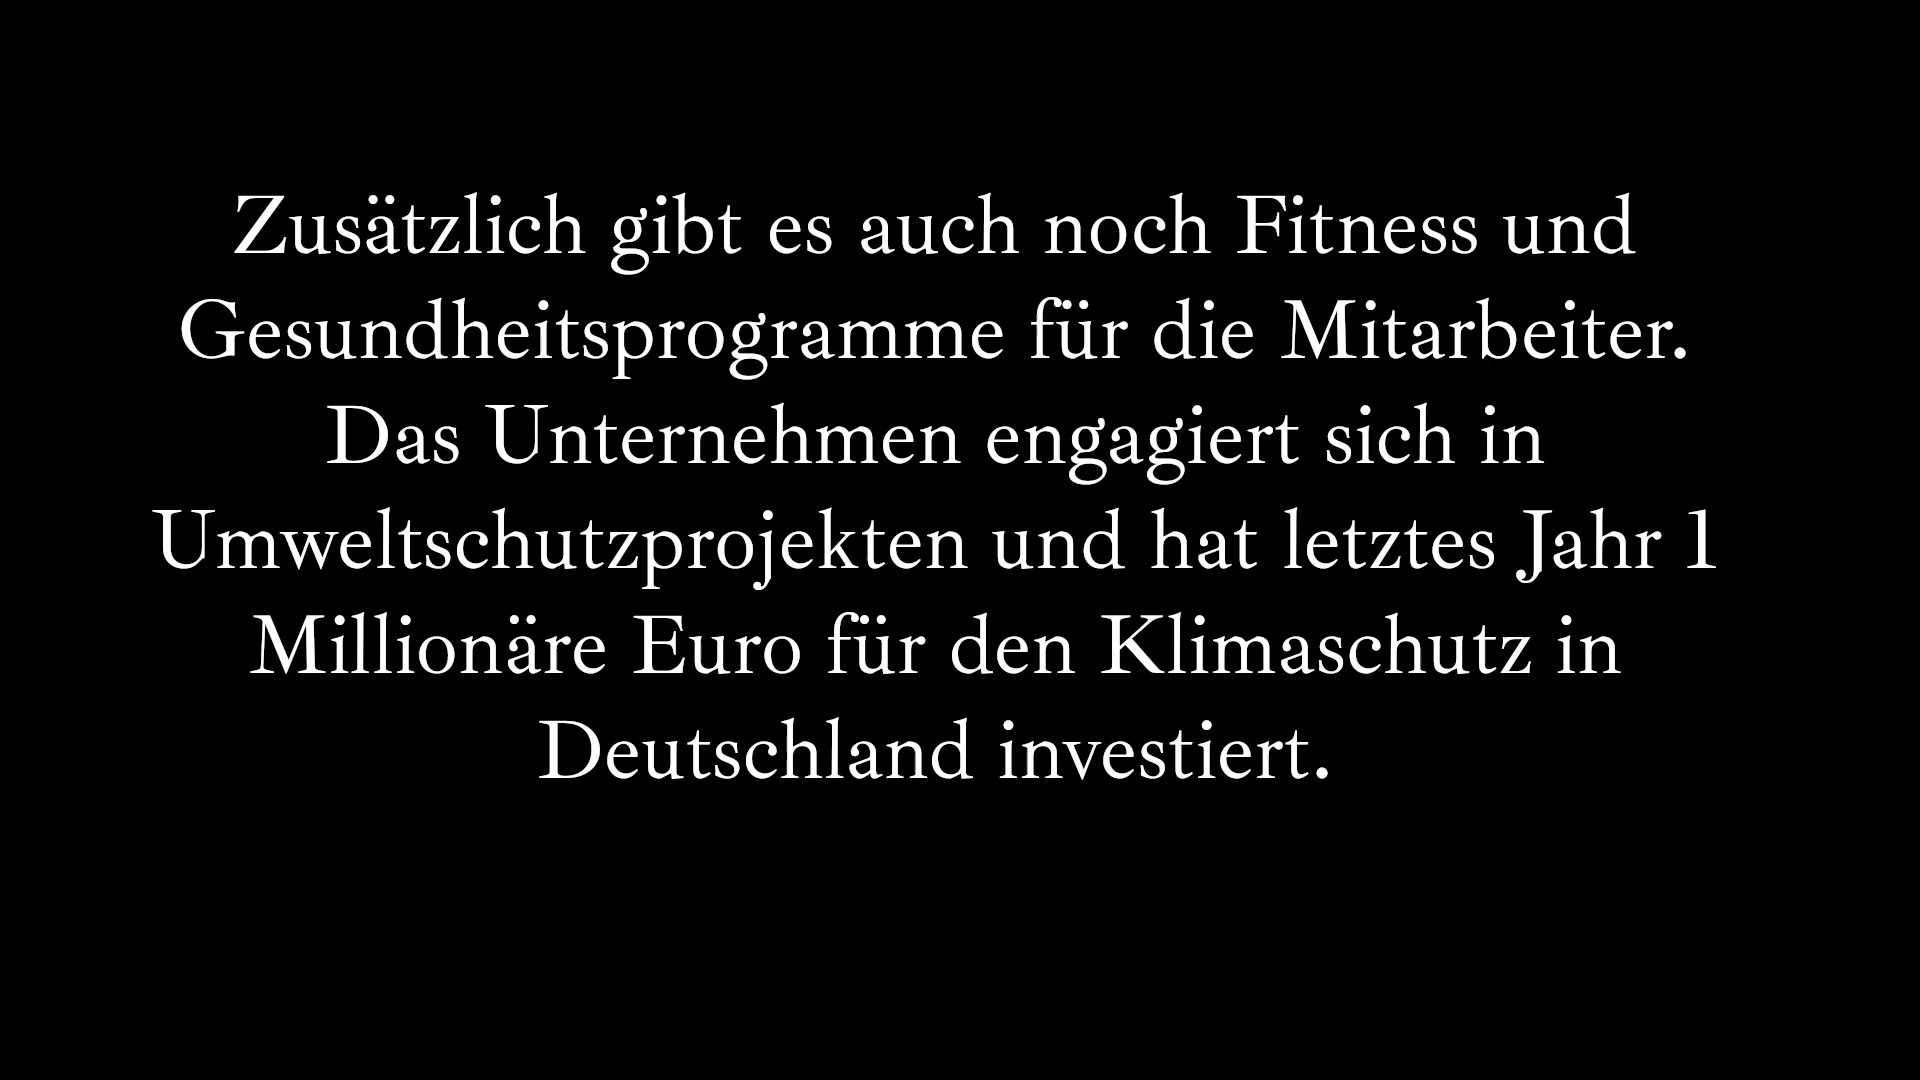 Zusätzlich gibt es auch noch Fitness und
Gesundheitsprogramme für die Mitarbeiter.
Das Unternehmen engagiert sich in
Umweltschutzprojekten und hat letztes Jahr 1
Millionäre Euro für den Klimaschutz in
Deutschland investiert.